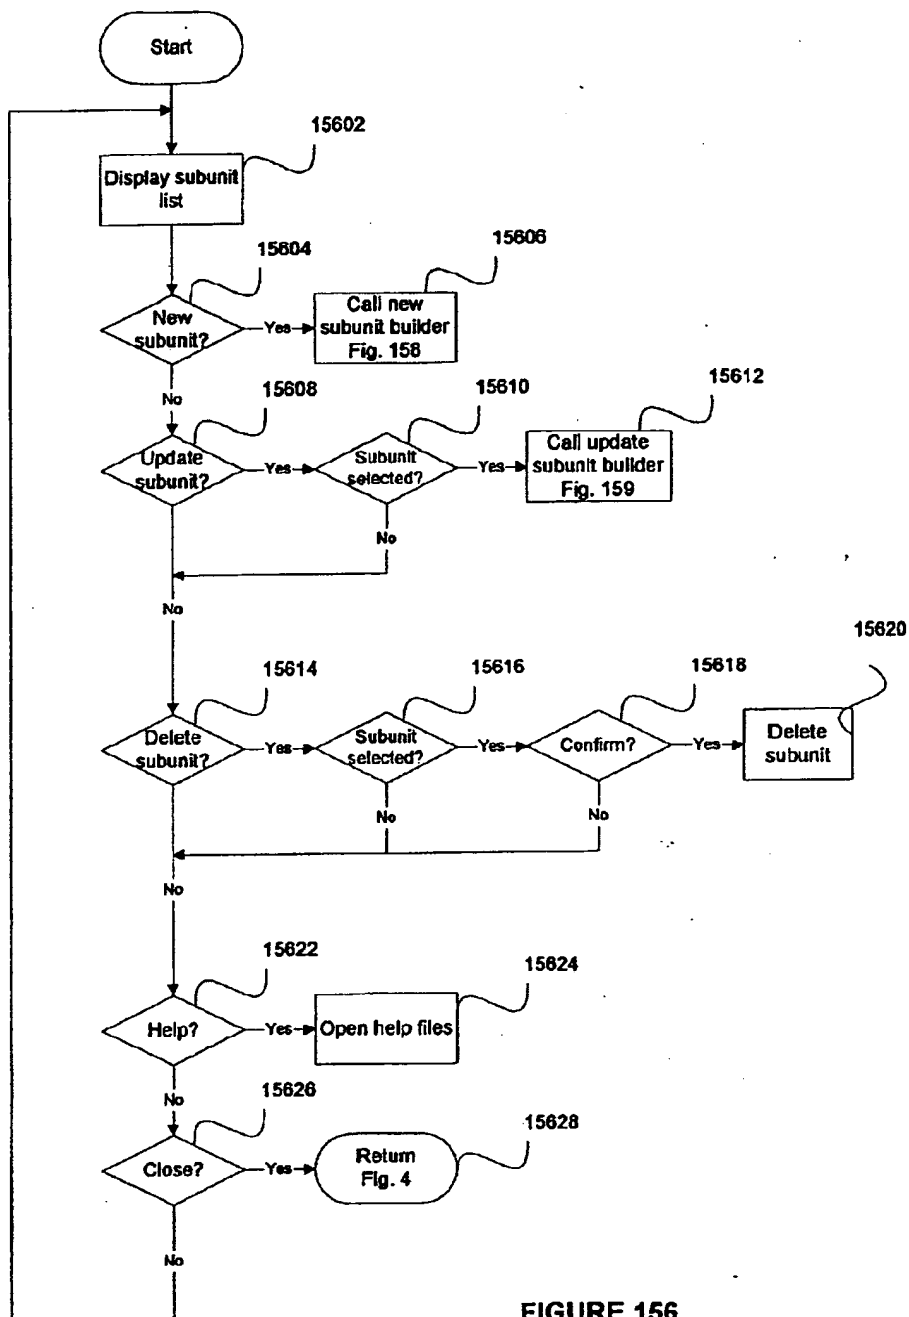 Start
15602
Display subunit
list
15604
15606
New
subunit?
Yes
Call new
subunit builder
Fig. 158
No
15608
15610
15612
Update
subunit?
Yes
Subunit
selected?
Yes
Call update
subunit builder
Fig. 159
No
No
15614
15616
15618
15620
Delete
subunit?
Yes
Subunit
selected?
Yes
Confirm?
Yes
Delete
subunit
No
No
No
15622
15624
Help?
Yes
Open help files
No
15626
15628
Close?
Yes
Return
Fig. 4
No
FIGURE 156